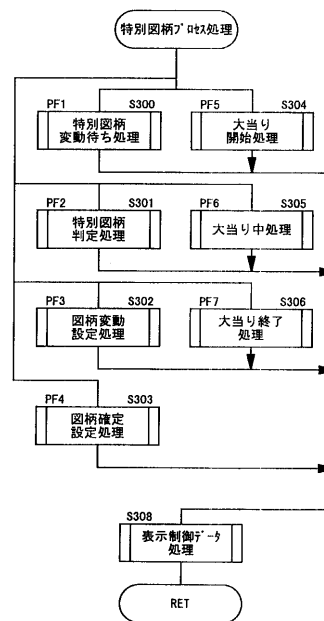 特別図柄ﾌﾟﾛｾｽ処理
PF1 S300
特別図柄
変動待ち処理
PF5 S304
大当り
開始処理
PF2 S301
特別図柄
判定処理
PF6 S305
大当り中処理
PF3 S302
図柄変動
設定処理
PF7 S306
大当り終了
処理
PF4 S303
図柄確定
設定処理
S308
表示制御ﾃﾞｰﾀ
処理
RET